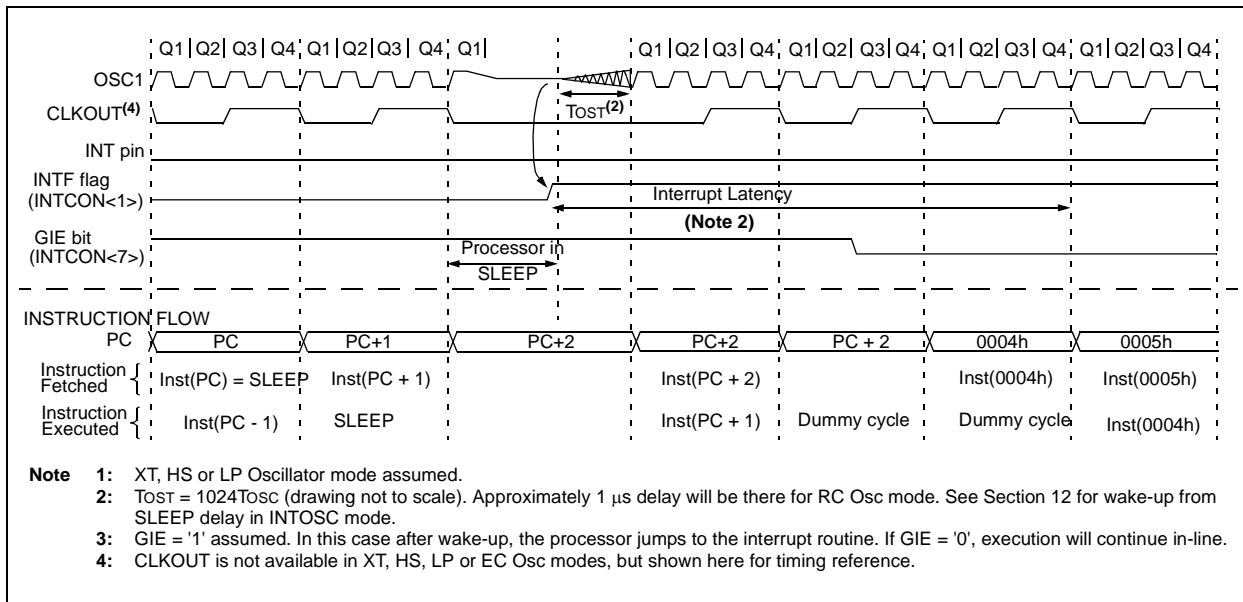 Q1 Q2 Q3 Q4 Q1 Q2 Q3 Q4 Q1 Q1 Q2 Q3 Q4 Q1 Q2 Q3 Q4 Q1 Q2 Q3 Q4 Q1 Q2 Q3 Q4
OSC1
TOST(2)
CLKOUT(4)
INT pin
INTF flag
(INTCON<1>)
Interrupt Latency
(Note 2)
GIE bit
(INTCON<7>)
Processor in
SLEEP
INSTRUCTION FLOW
PC PC PC+1 PC+2 PC+2 PC + 2 0004h 0005h
Instruction
Fetched
Inst(PC) = SLEEP Inst(PC + 1) Inst(PC + 2) Inst(0004h) Inst(0005h)
Instruction
Executed
Inst(PC - 1) SLEEP Inst(PC + 1) Dummy cycle Dummy cycle Inst(0004h)
Note 1: XT, HS or LP Oscillator mode assumed.
2: TOST = 1024TOSC (drawing not to scale). Approximately 1 μs delay will be there for RC Osc mode. See Section 12 for wake-up from
SLEEP delay in INTOSC mode.
3: GIE = '1' assumed. In this case after wake-up, the processor jumps to the interrupt routine. If GIE = '0', execution will continue in-line.
4: CLKOUT is not available in XT, HS, LP or EC Osc modes, but shown here for timing reference.